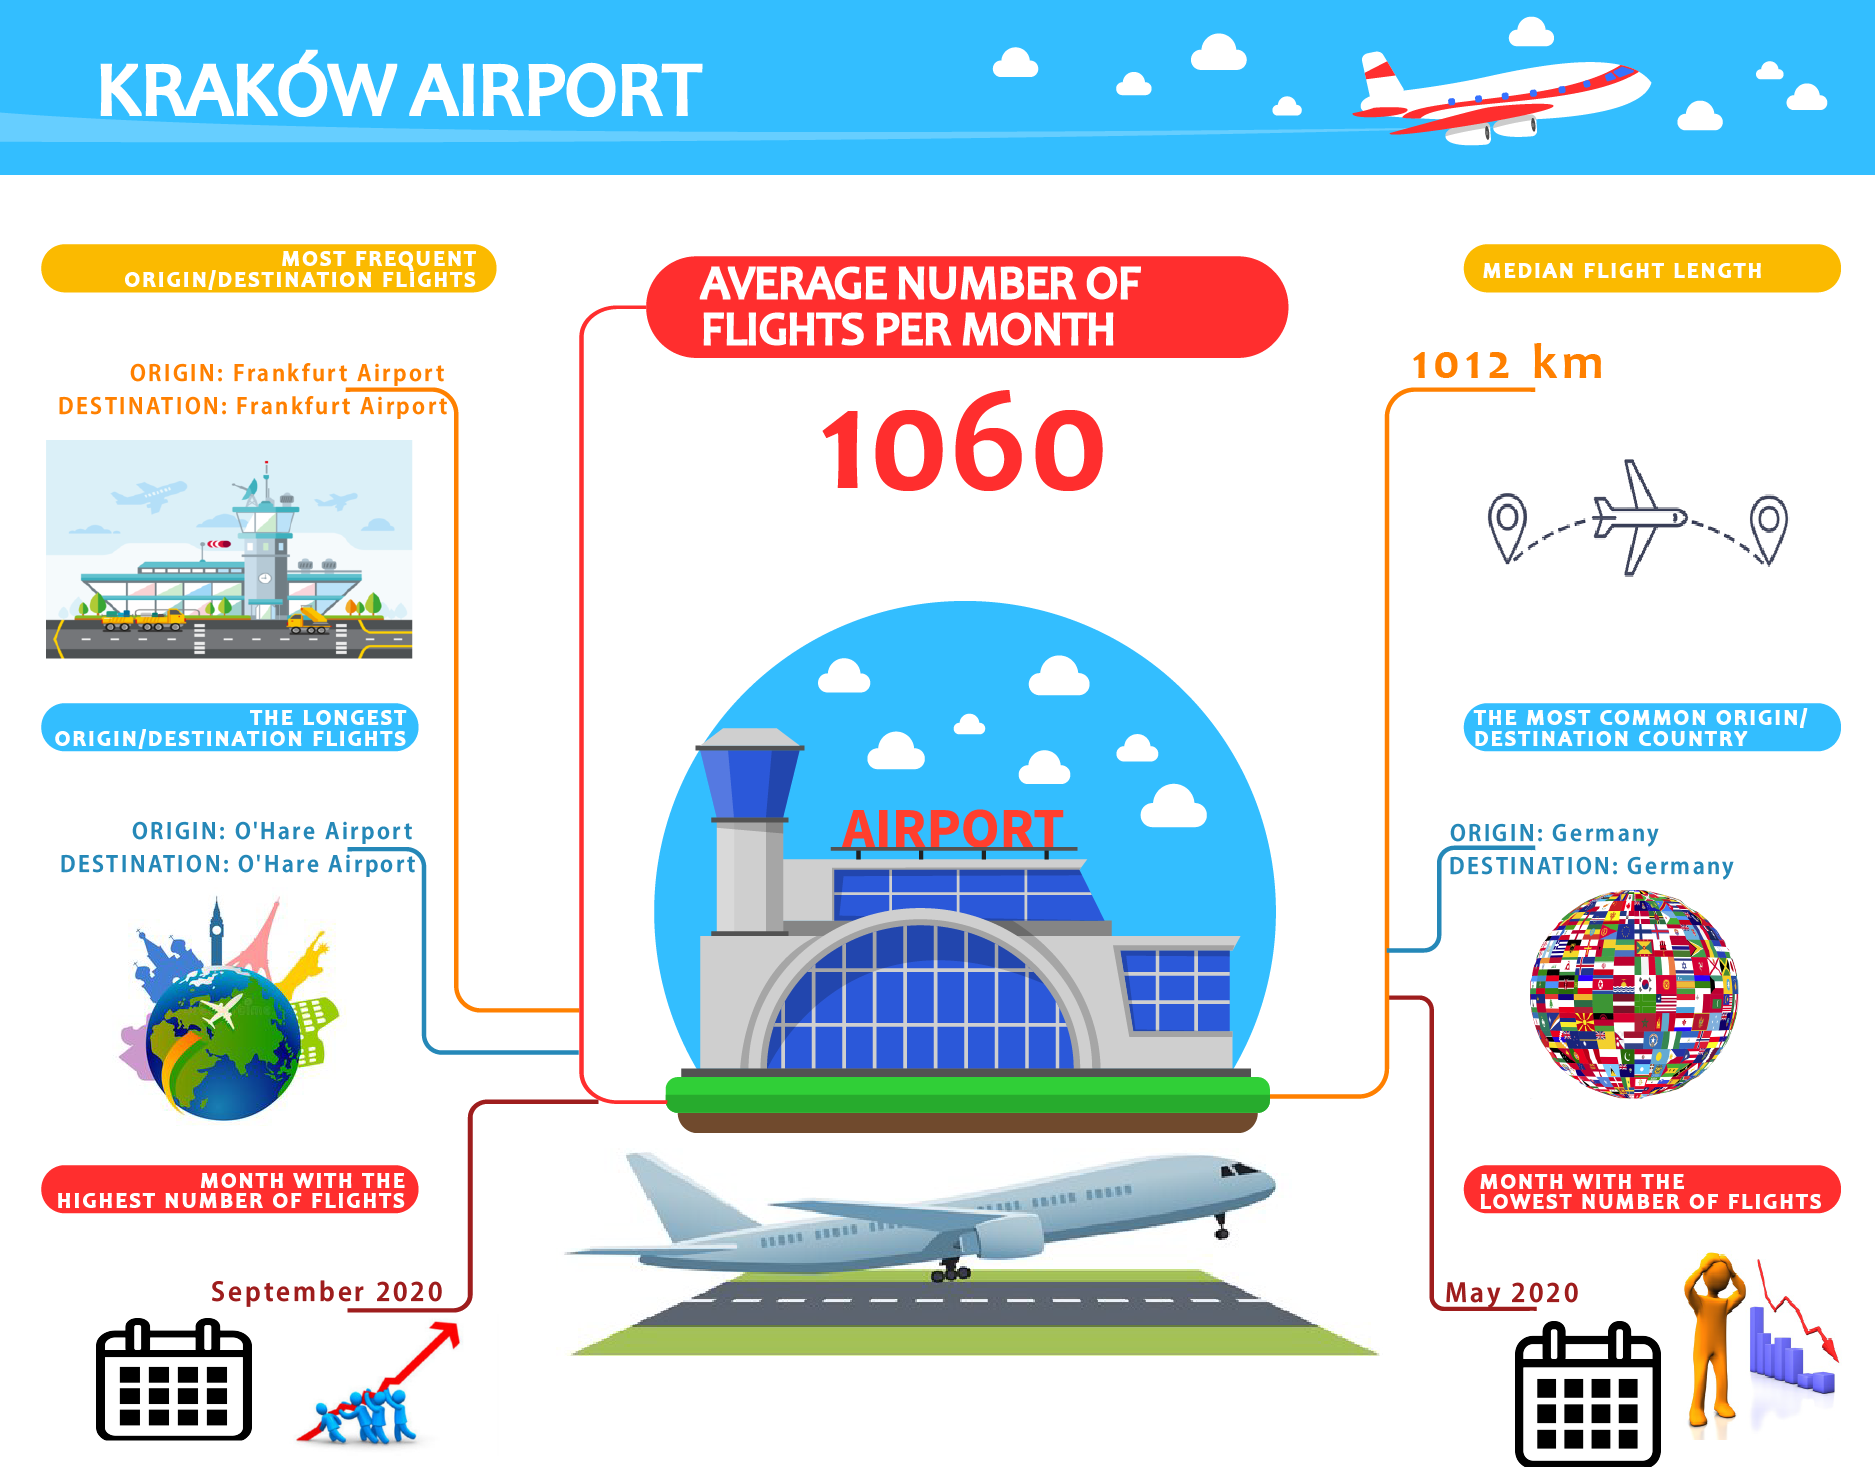 KRAKÓW AIRPORT
MOST FREQUENT
ORIGIN/DESTINATION FLIGHTS
ORIGIN: Frankfurt Airport
DESTINATION: Frankfurt Airport
THE LONGEST
ORIGIN/DESTINATION FLIGHTS
ORIGIN: O'Hare Airport
DESTINATION: O'Hare Airport
MONTH WITH THE
HIGHEST NUMBER OF FLIGHTS
September 2020
AVERAGE NUMBER OF
FLIGHTS PER MONTH
1060
AIRPORT
MEDIAN FLIGHT LENGTH
1012 km
THE MOST COMMON ORIGIN/
DESTINATION COUNTRY
ORIGIN: Germany
DESTINATION: Germany
MONTH WITH THE
LOWEST NUMBER OF FLIGHTS
May 2020